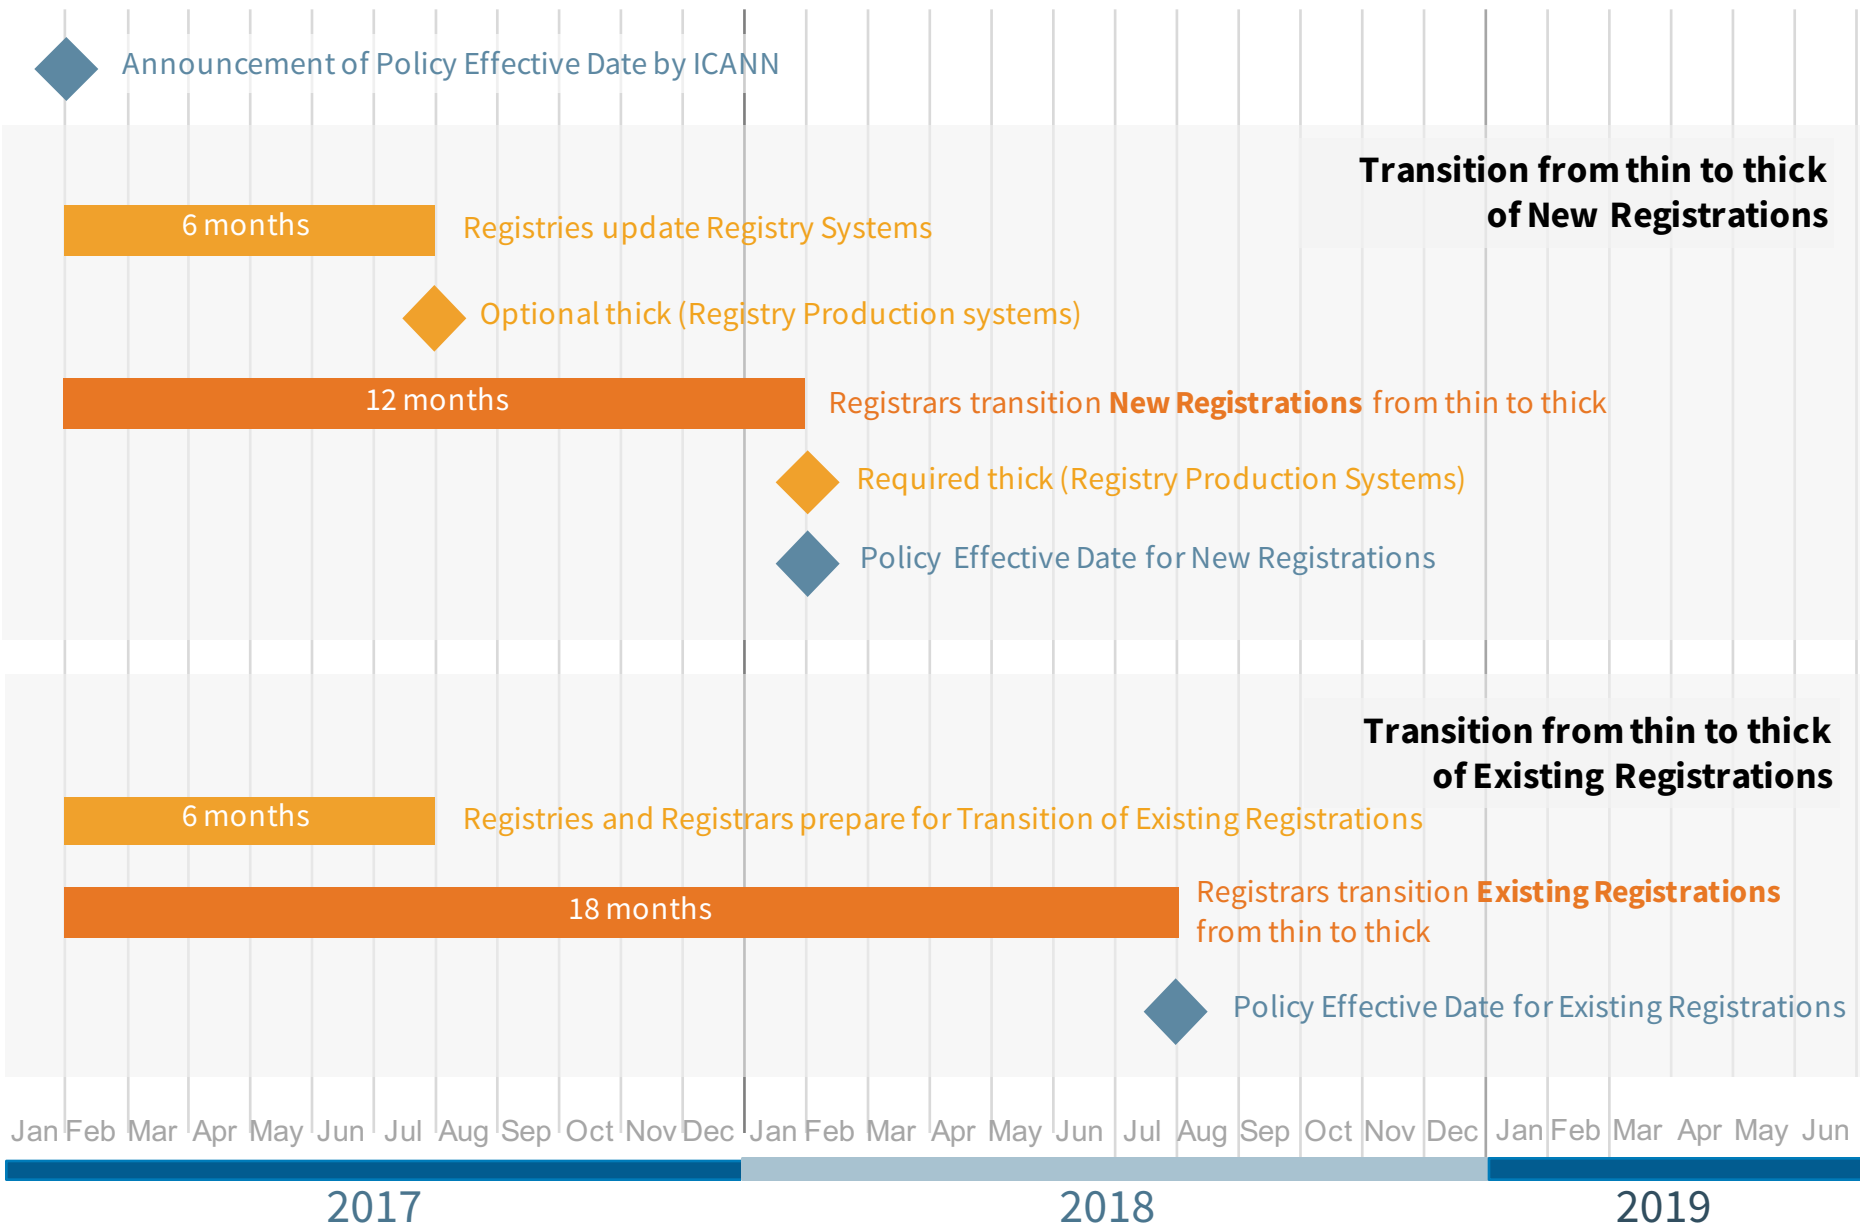 Announcement of Policy Effective Date by ICANN
Transition from thin to thick
of New Registrations
6 months
Registries update Registry Systems
Optional thick (Registry Production systems)
12 months
Registrars transition New Registrations from thin to thick
Required thick (Registry Production Systems)
Policy Effective Date for New Registrations
Transition from thin to thick
of Existing Registrations
6 months
Registries and Registrars prepare for Transition of Existing Registrations
18 months
Registrars transition Existing Registrations
from thin to thick
Policy Effective Date for Existing Registrations
Jan Feb Mar Apr May Jun Jul Aug Sep Oct Nov Dec Jan Feb Mar Apr May Jun Jul Aug Sep Oct Nov Dec Jan Feb Mar Apr May Jun
2017 2018 2019